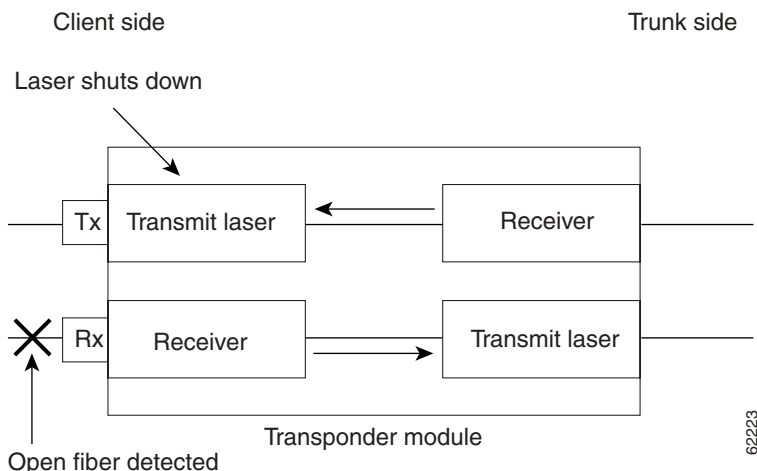 Client side
Trunk side
Laser shuts down
Tx
Transmit laser
Receiver
Rx
Receiver
Transmit laser
Transponder module
Open fiber detected
62223